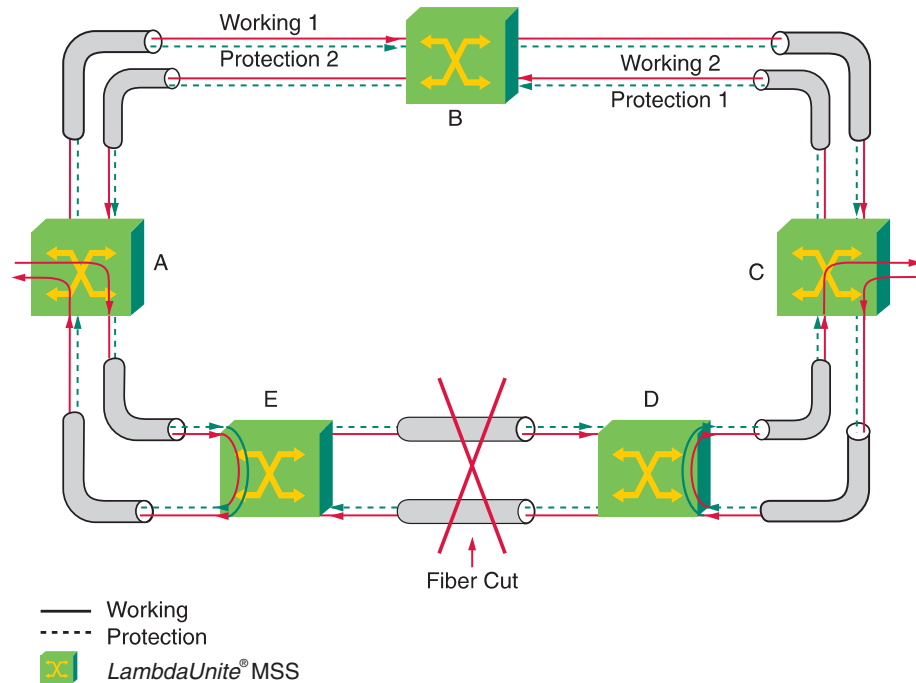 Working 1
Protection 2
Working 2
Protection 1
B
A
C
E
D
Fiber Cut
Working
Protection
LambdaUnite® MSS